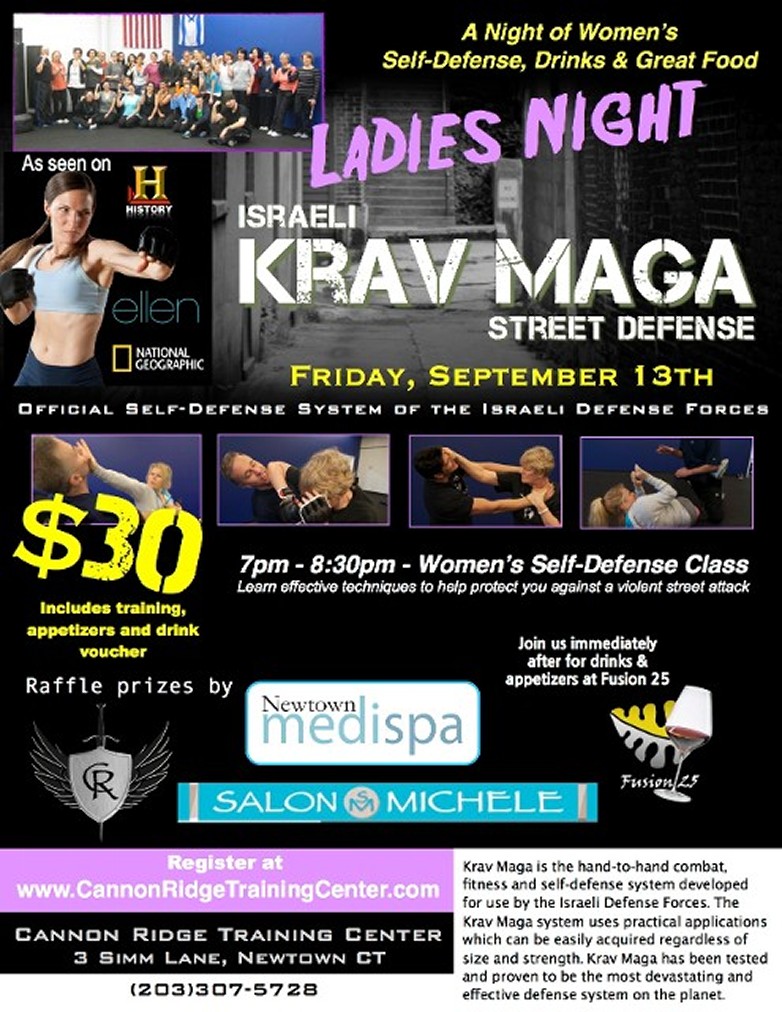 A Night of Women's
Self-Defense, Drinks & Great Food
LADIES NIGHT
As seen on
H
HISTORY
ellen
NATIONAL
GEOGRAPHIC
ISRAELI
KRAV MAGA
STREET DEFENSE
FRIDAY, SEPTEMBER 13TH
OFFICIAL SELF-DEFENSE SYSTEM OF THE ISRAELI DEFENSE FORCES
$30
Includes training,
appetizers and drink
voucher
7pm - 8:30pm - Women's Self-Defense Class
Learn effective techniques to help protect you against a violent street attack
Join us immediately
after for drinks &
appetizers at Fusion 25
Raffle prizes by
CR
Newtown
medispa
Fusion 25
SALON SM MICHELE
Register at
www.CannonRidgeTrainingCenter.com
CANNON RIDGE TRAINING CENTER
3 SIMM LANE, NEWTOWN CT
(203)307-5728
Krav Maga is the hand-to-hand combat,
fitness and self-defense system developed
for use by the Israeli Defense Forces. The
Krav Maga system uses practical applications
which can be easily acquired regardless of
size and strength. Krav Maga has been tested
and proven to be the most devastating and
effective defense system on the planet.